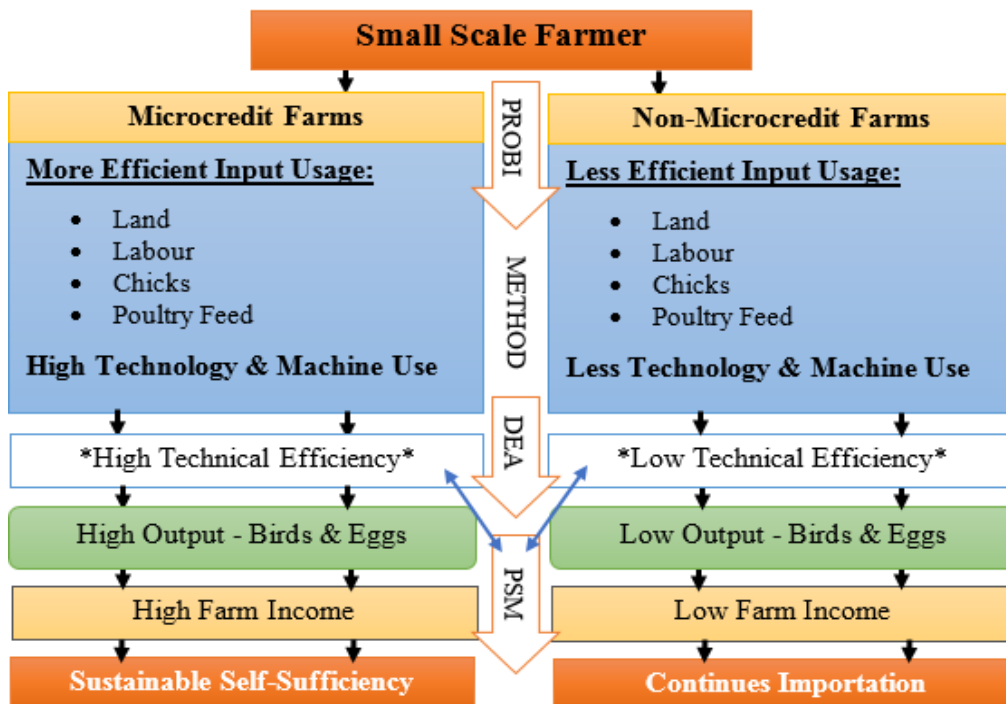 Small Scale Farmer
Microcredit Farms
More Efficient Input Usage:
• Land
• Labour
• Chicks
• Poultry Feed
High Technology & Machine Use
*High Technical Efficiency*
High Output - Birds & Eggs
High Farm Income
Sustainable Self-Sufficiency
PROBI
METHOD
DEA
PSM
Non-Microcredit Farms
Less Efficient Input Usage:
• Land
• Labour
• Chicks
• Poultry Feed
Less Technology & Machine Use
*Low Technical Efficiency*
Low Output - Birds & Eggs
Low Farm Income
Continues Importation